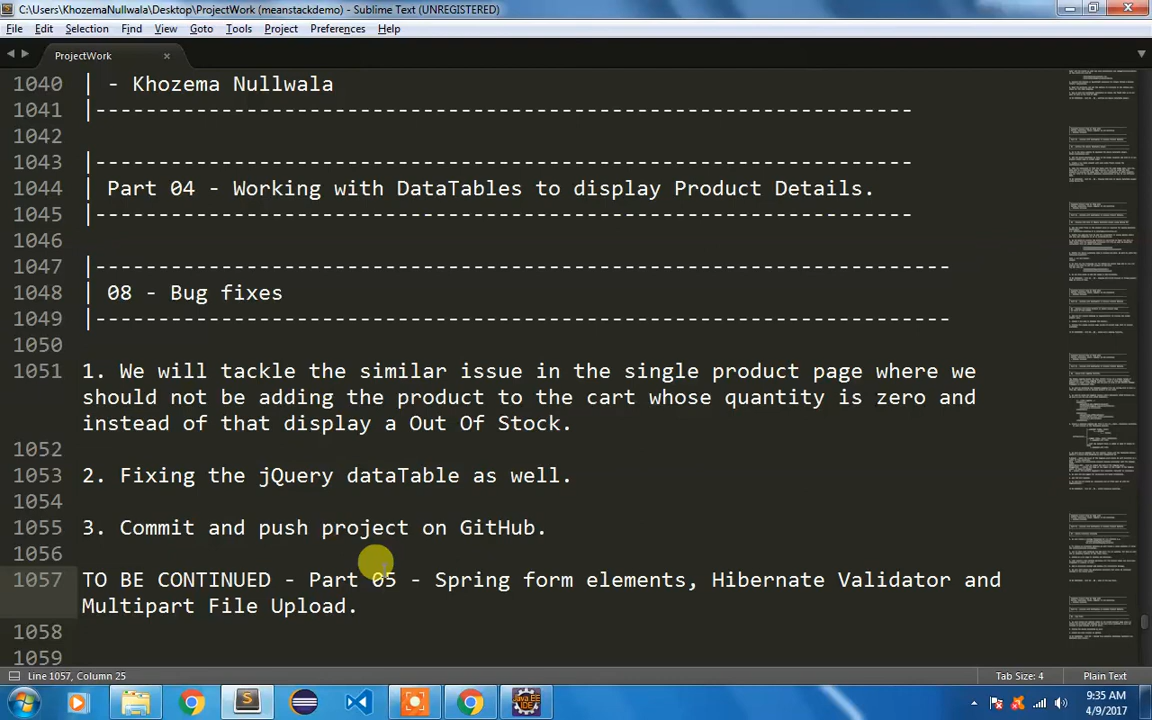 C:\Users\KhozemaNullwala\Desktop\ProjectWork (meanstackdemo) - Sublime Text (UNREGISTERED)
File Edit Selection Find View Goto Tools Project Preferences Help
ProjectWork ×
1040 | - Khozema Nullwala
1041 |-----------------------------------------------------------------
1042
1043 |-----------------------------------------------------------------
1044 | Part 04 - Working with DataTables to display Product Details.
1045 |-----------------------------------------------------------------
1046
1047 |--------------------------------------------------------------------
1048 | 08 - Bug fixes
1049 |--------------------------------------------------------------------
1050
1051 1. We will tackle the similar issue in the single product page where we
should not be adding the product to the cart whose quantity is zero and
instead of that display a Out Of Stock.
1052
1053 2. Fixing the jQuery dataTable as well.
1054
1055 3. Commit and push project on GitHub.
1056
1057 TO BE CONTINUED - Part 05 - Spring form elements, Hibernate Validator and
Multipart File Upload.
1058
1059
Line 1057, Column 25 Tab Size: 4 Plain Text
Java EE
IDE
9:35 AM
4/9/2017